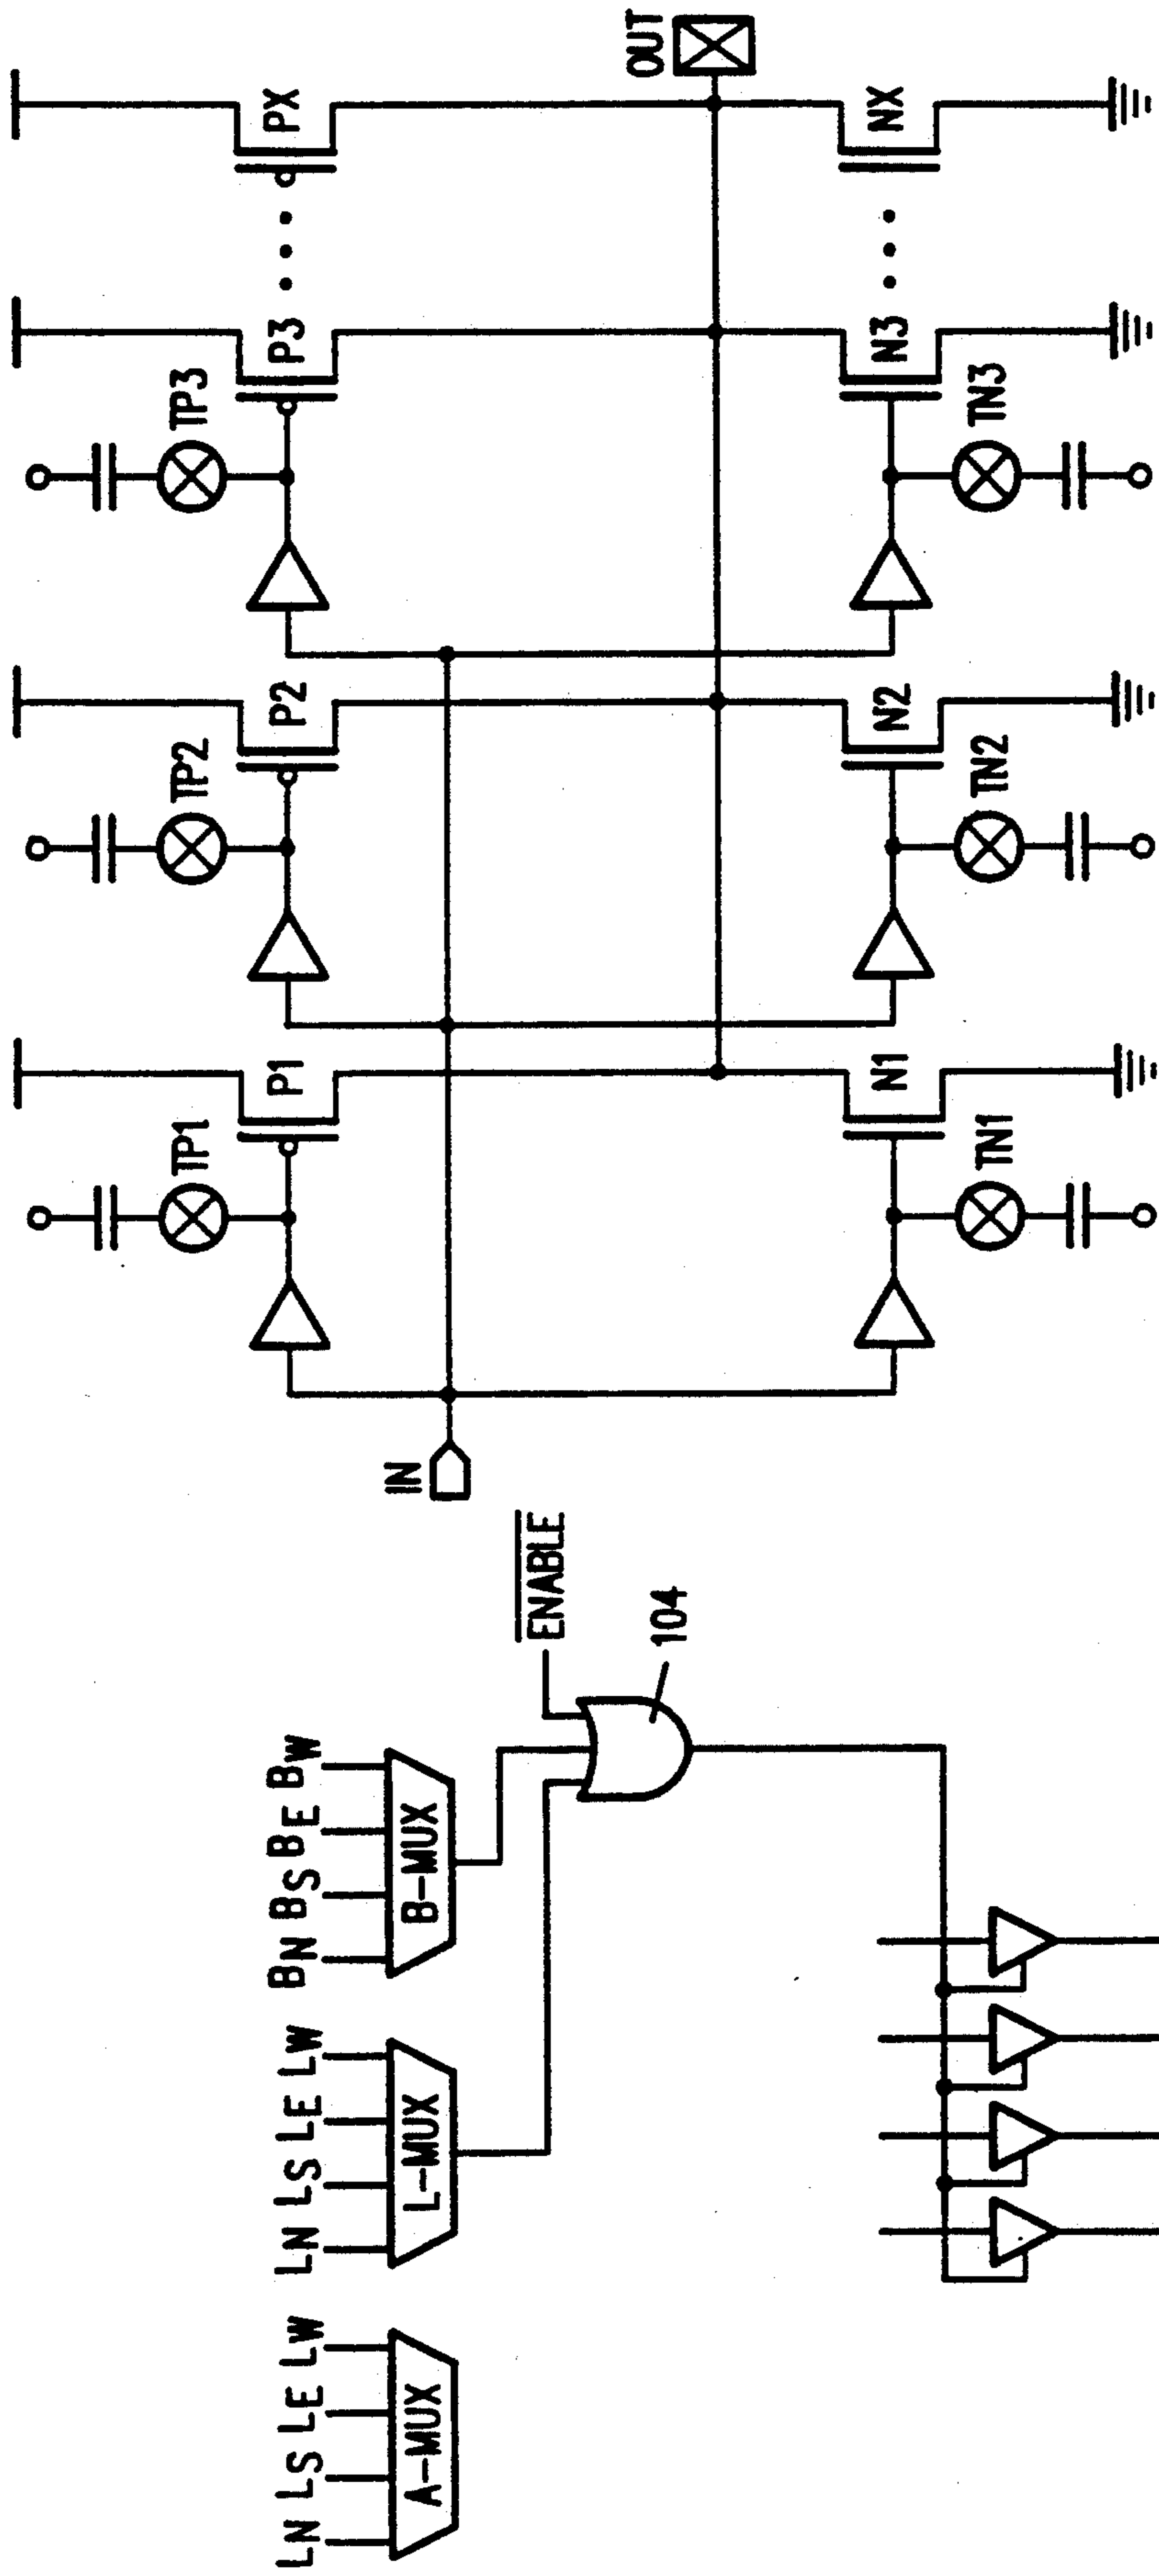 TP1
P1
TP2
P2
TP3
P3
• • •
PX
IN
OUT
N1
TN1
N2
TN2
N3
TN3
• • •
NX
LN LS LE LW
A-MUX
LN LS LE LW
L-MUX
BN BS BE BW
B-MUX
ENABLE
104